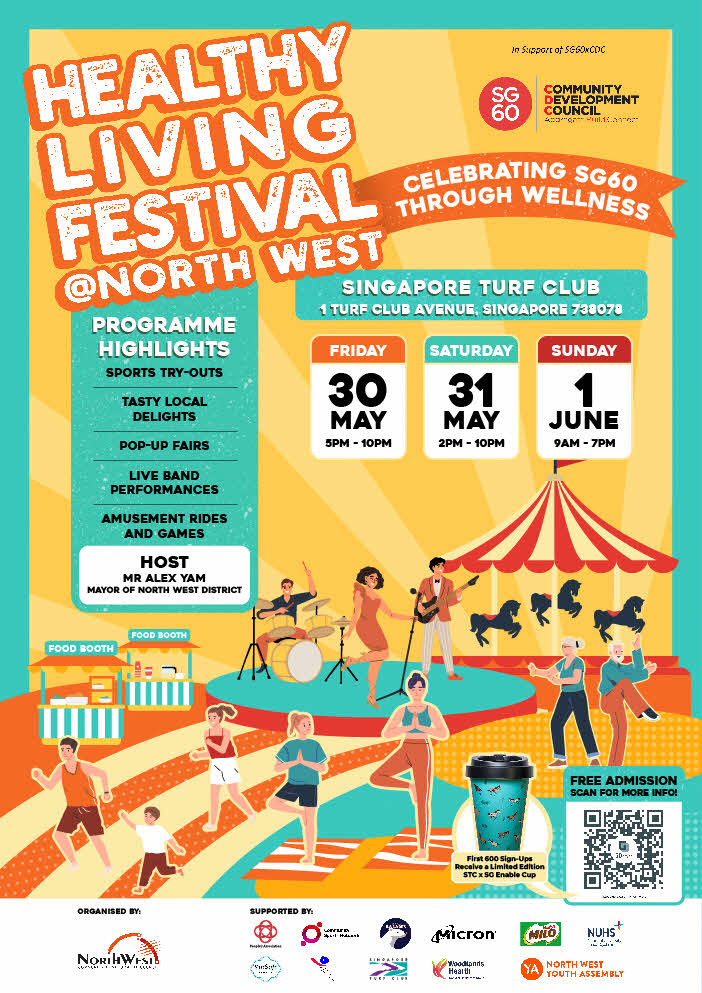 HEALTHY
LIVING
FESTIVAL
@NORTH WEST
In Support of SG60xCDC
SG
60
COMMUNITY
DEVELOPMENT
COUNCIL
CELEBRATING SG60
THROUGH WELLNESS
SINGAPORE TURF CLUB
1 TURF CLUB AVENUE, SINGAPORE 738078
PROGRAMME
HIGHLIGHTS
SPORTS TRY-OUTS
TASTY LOCAL
DELIGHTS
POP-UP FAIRS
LIVE BAND
PERFORMANCES
AMUSEMENT RIDES
AND GAMES
HOST
MR ALEX YAM
MAYOR OF NORTH WEST DISTRICT
FRIDAY
30
MAY
5PM - 10PM
SATURDAY
31
MAY
2PM - 10PM
SUNDAY
1
JUNE
9AM - 7PM
FOOD BOOTH
FOOD BOOTH
First 600 Sign-Ups
Receive a Limited Edition
STC x SG Enable Cup
FREE ADMISSION
SCAN FOR MORE INFO!
ORGANISED BY:
NORTHWEST
SUPPORTED BY:
People's Association
Micron
MILO
NUHS
SINGAPORE
TURF CLUB
Woodlands
Health
YA
NORTH WEST
YOUTH ASSEMBLY